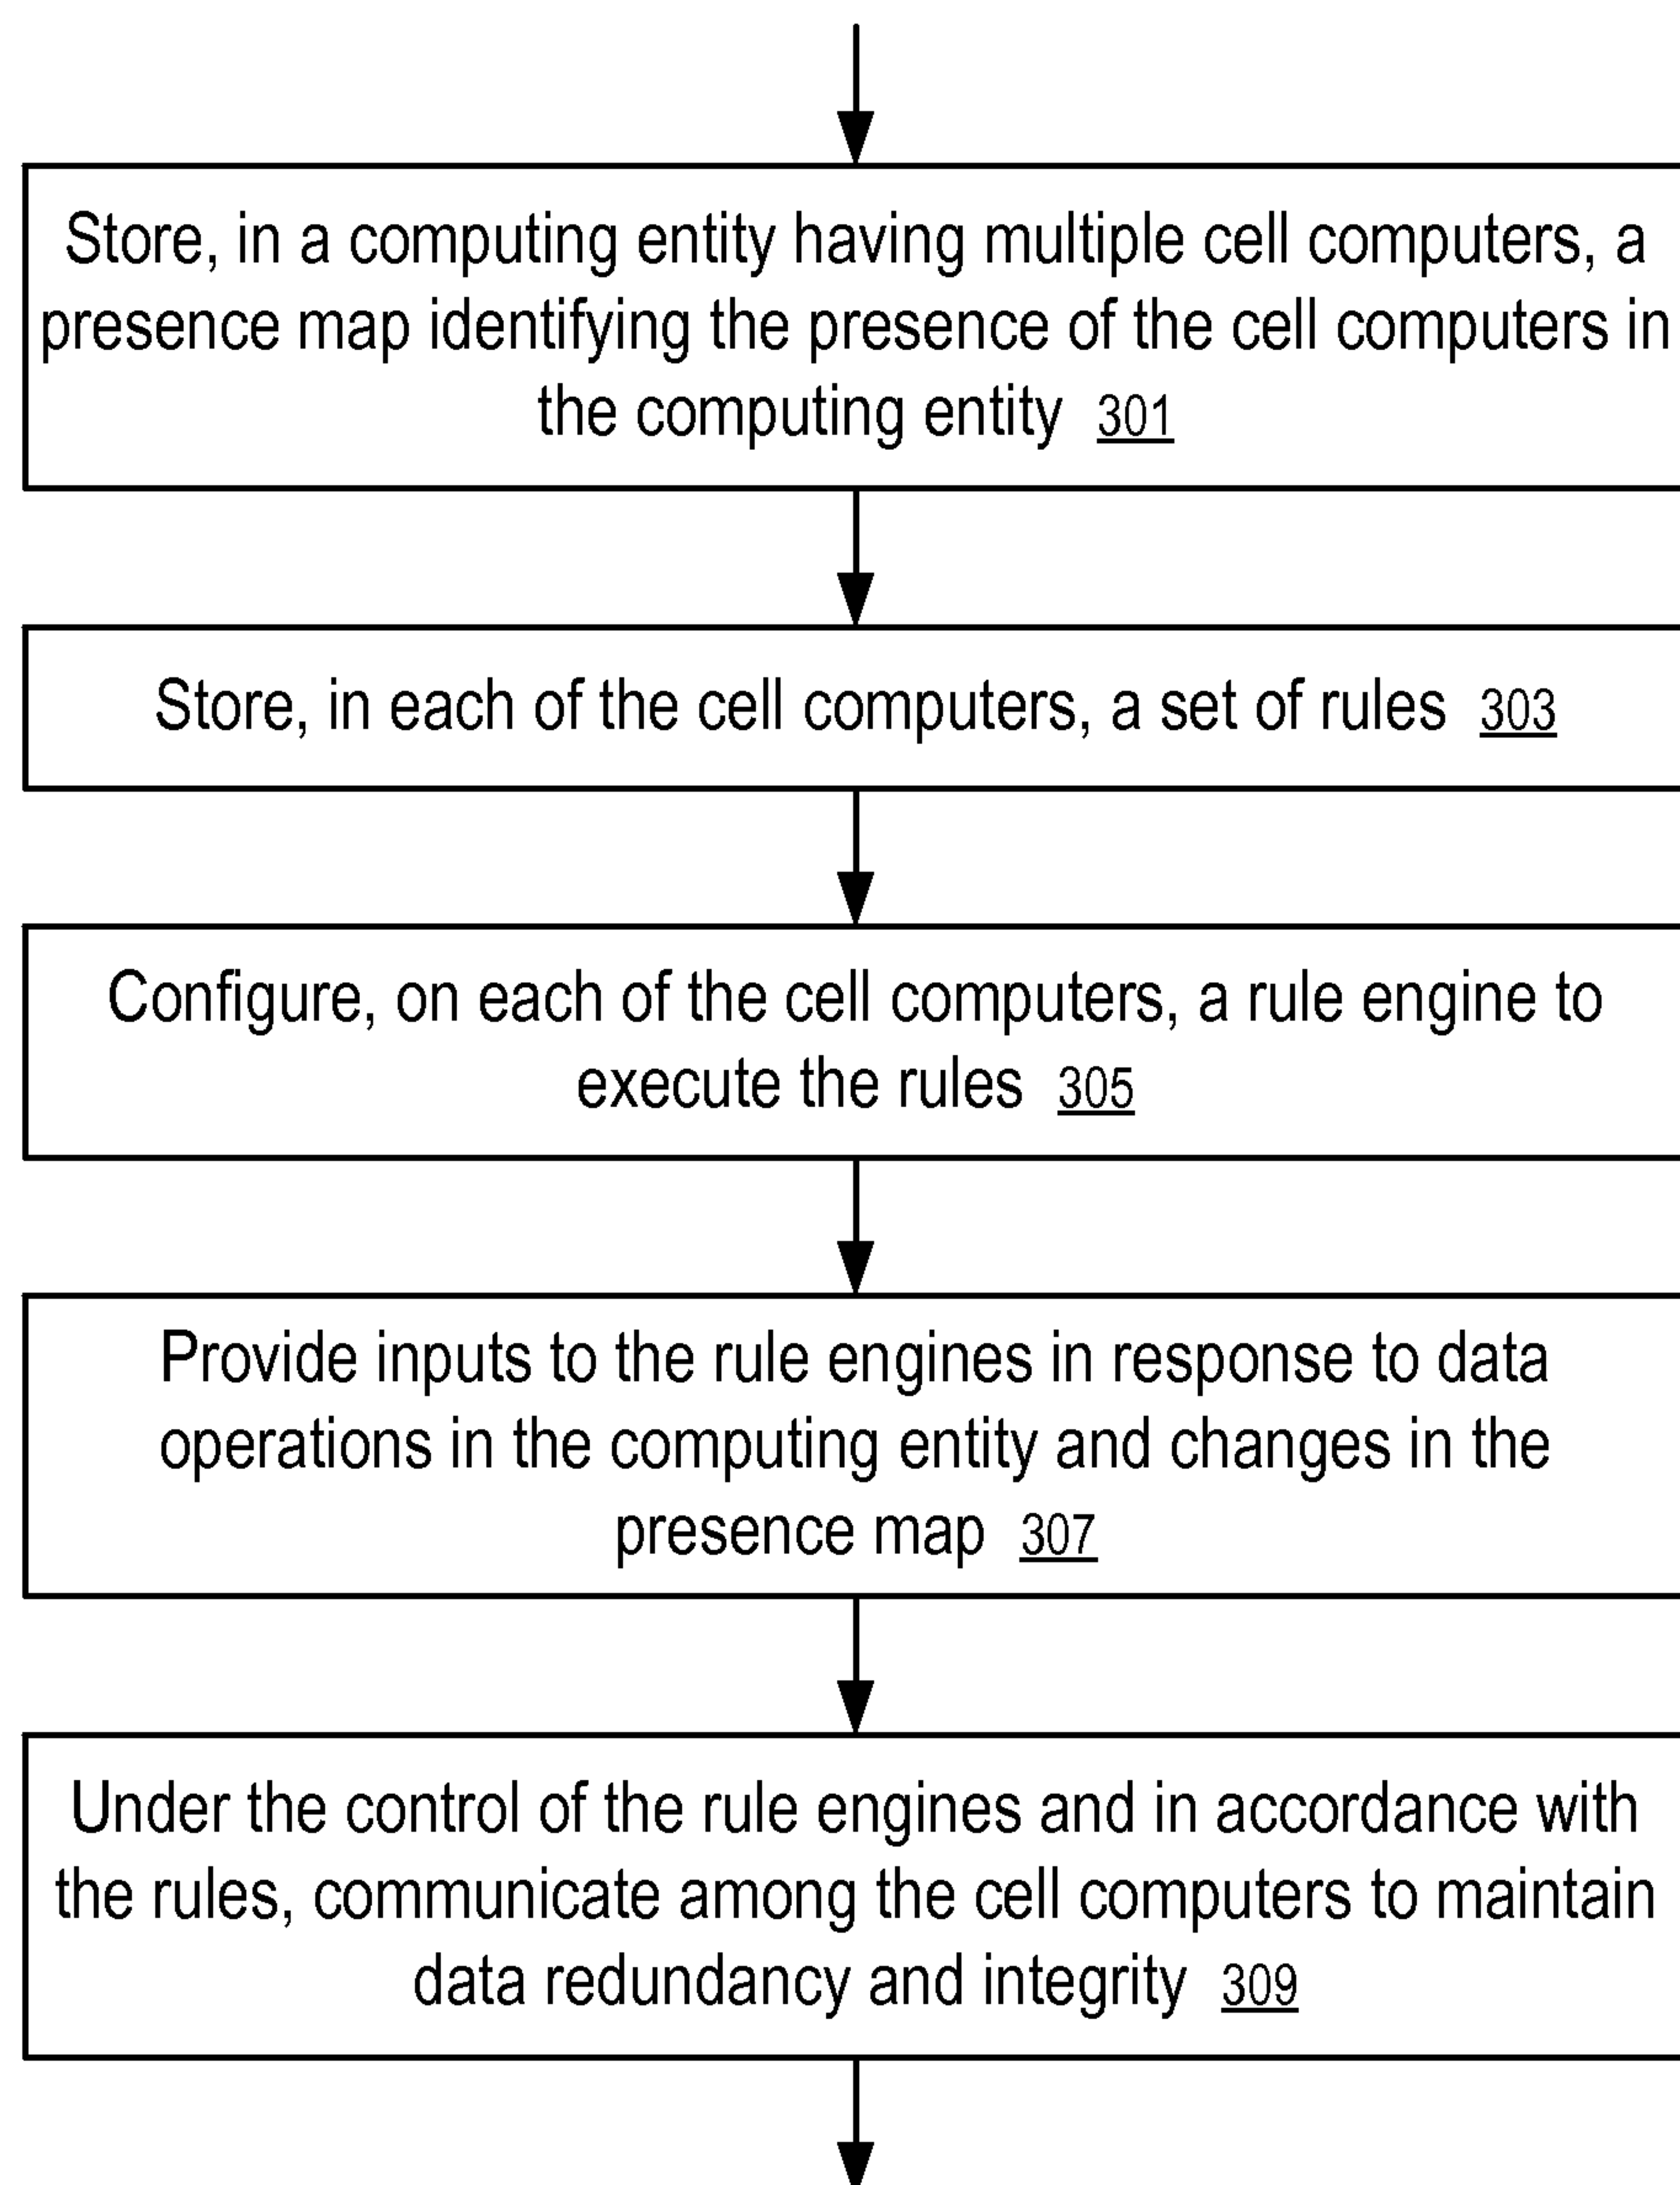 Store, in a computing entity having multiple cell computers, a
presence map identifying the presence of the cell computers in
the computing entity 301
Store, in each of the cell computers, a set of rules 303
Configure, on each of the cell computers, a rule engine to
execute the rules 305
Provide inputs to the rule engines in response to data
operations in the computing entity and changes in the
presence map 307
Under the control of the rule engines and in accordance with
the rules, communicate among the cell computers to maintain
data redundancy and integrity 309